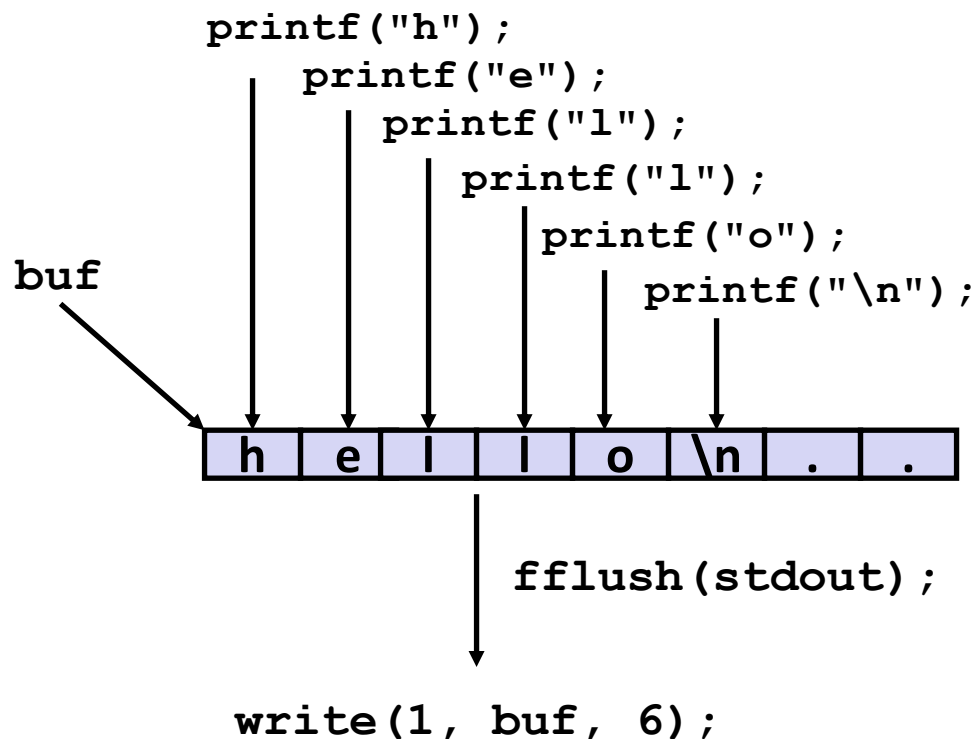 printf("h");
printf("e");
printf("l");
printf("l");
printf("o");
buf
printf("\n");
h e l l o \n . .
fflush(stdout);
write(1, buf, 6);